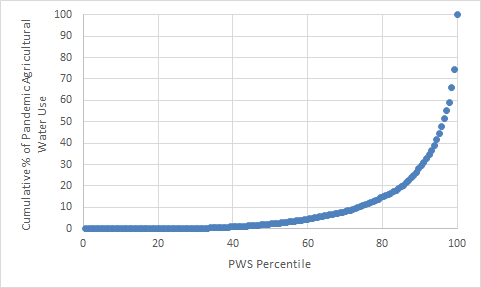 100
90
80
70
60
50
40
30
20
10
0
Cumulative % of Pandemic Agricultural
Water Use
0 20 40 60 80 100
PWS Percentile